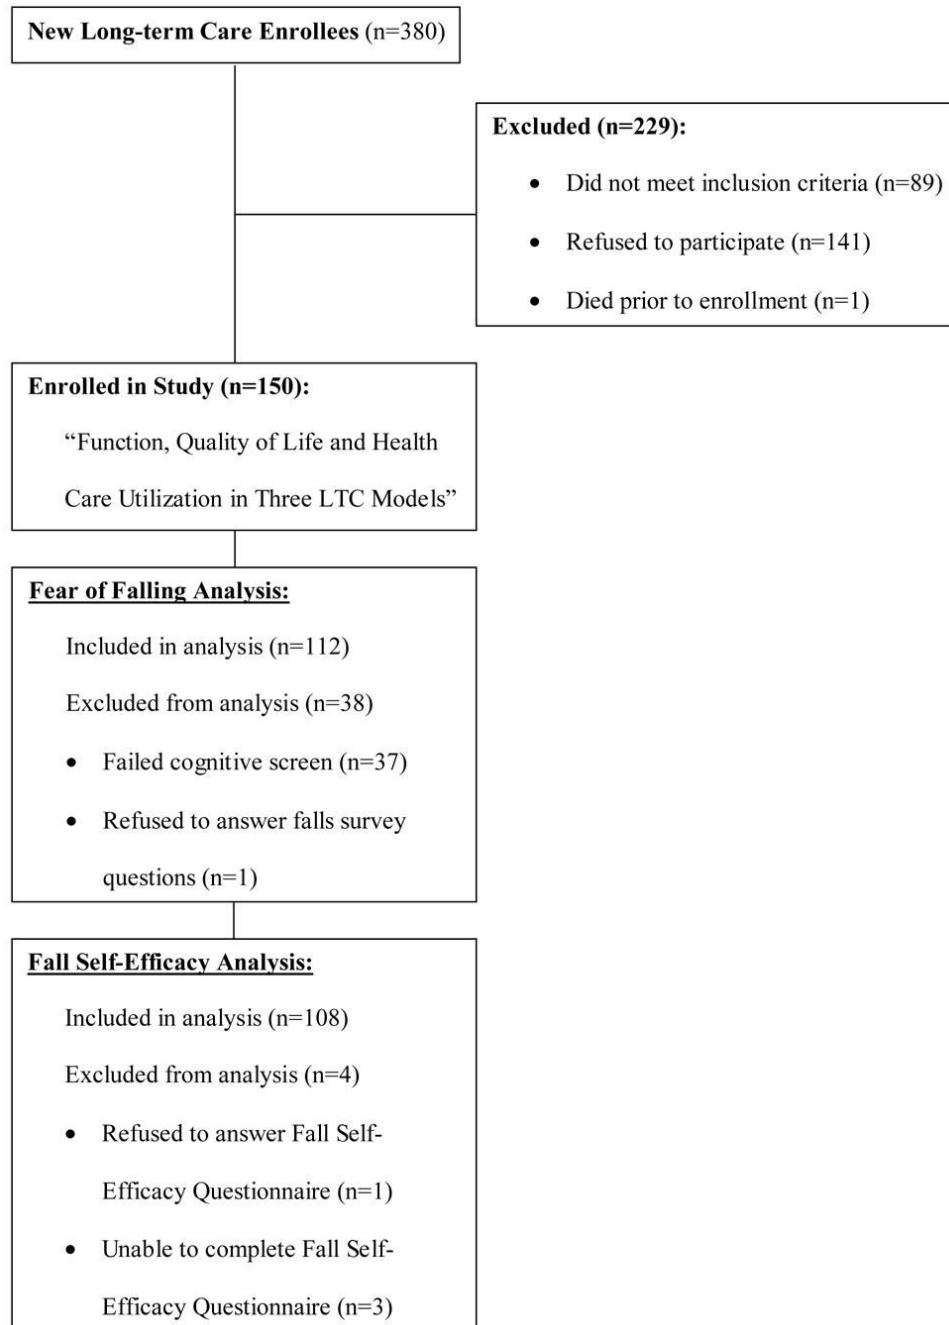 New Long-term Care Enrollees (n=380)
Excluded (n=229):
• Did not meet inclusion criteria (n=89)
• Refused to participate (n=141)
• Died prior to enrollment (n=1)
Enrolled in Study (n=150):
“Function, Quality of Life and Health
Care Utilization in Three LTC Models”
Fear of Falling Analysis:
Included in analysis (n=112)
Excluded from analysis (n=38)
• Failed cognitive screen (n=37)
• Refused to answer falls survey
questions (n=1)
Fall Self-Efficacy Analysis:
Included in analysis (n=108)
Excluded from analysis (n=4)
• Refused to answer Fall Self-
Efficacy Questionnaire (n=1)
• Unable to complete Fall Self-
Efficacy Questionnaire (n=3)